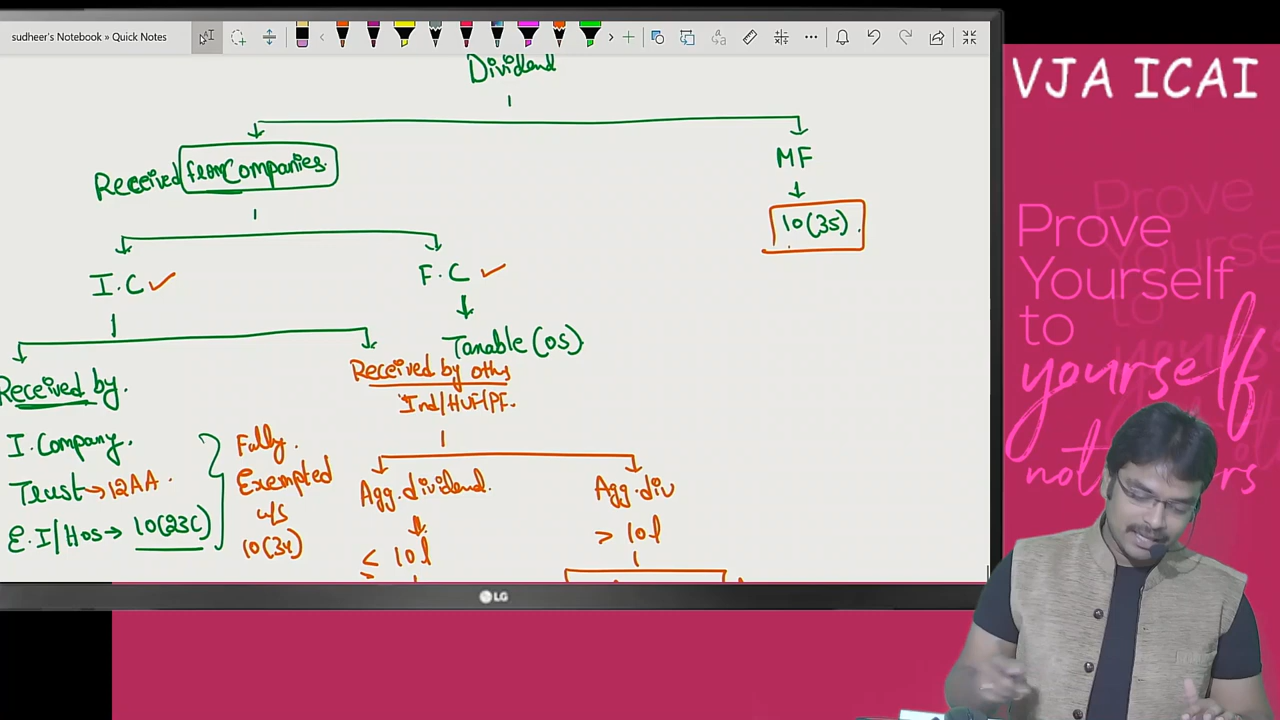 sudheer's Notebook » Quick Notes
VJA ICAI
Dividend
Received from Companies.
MF
10(35).
I.C
F.C
Taxable (OS)
Received by.
Received by oths
Ind/HUF/PF.
I. Company.
Trust → 12AA.
E.I/Hos → 10(23C)
Fully.
Exempted
u/s
10(34)
Agg. dividend.
≤ 10l
Agg. div
> 10l
LG
Prove
Yourself
to
yourself
not others